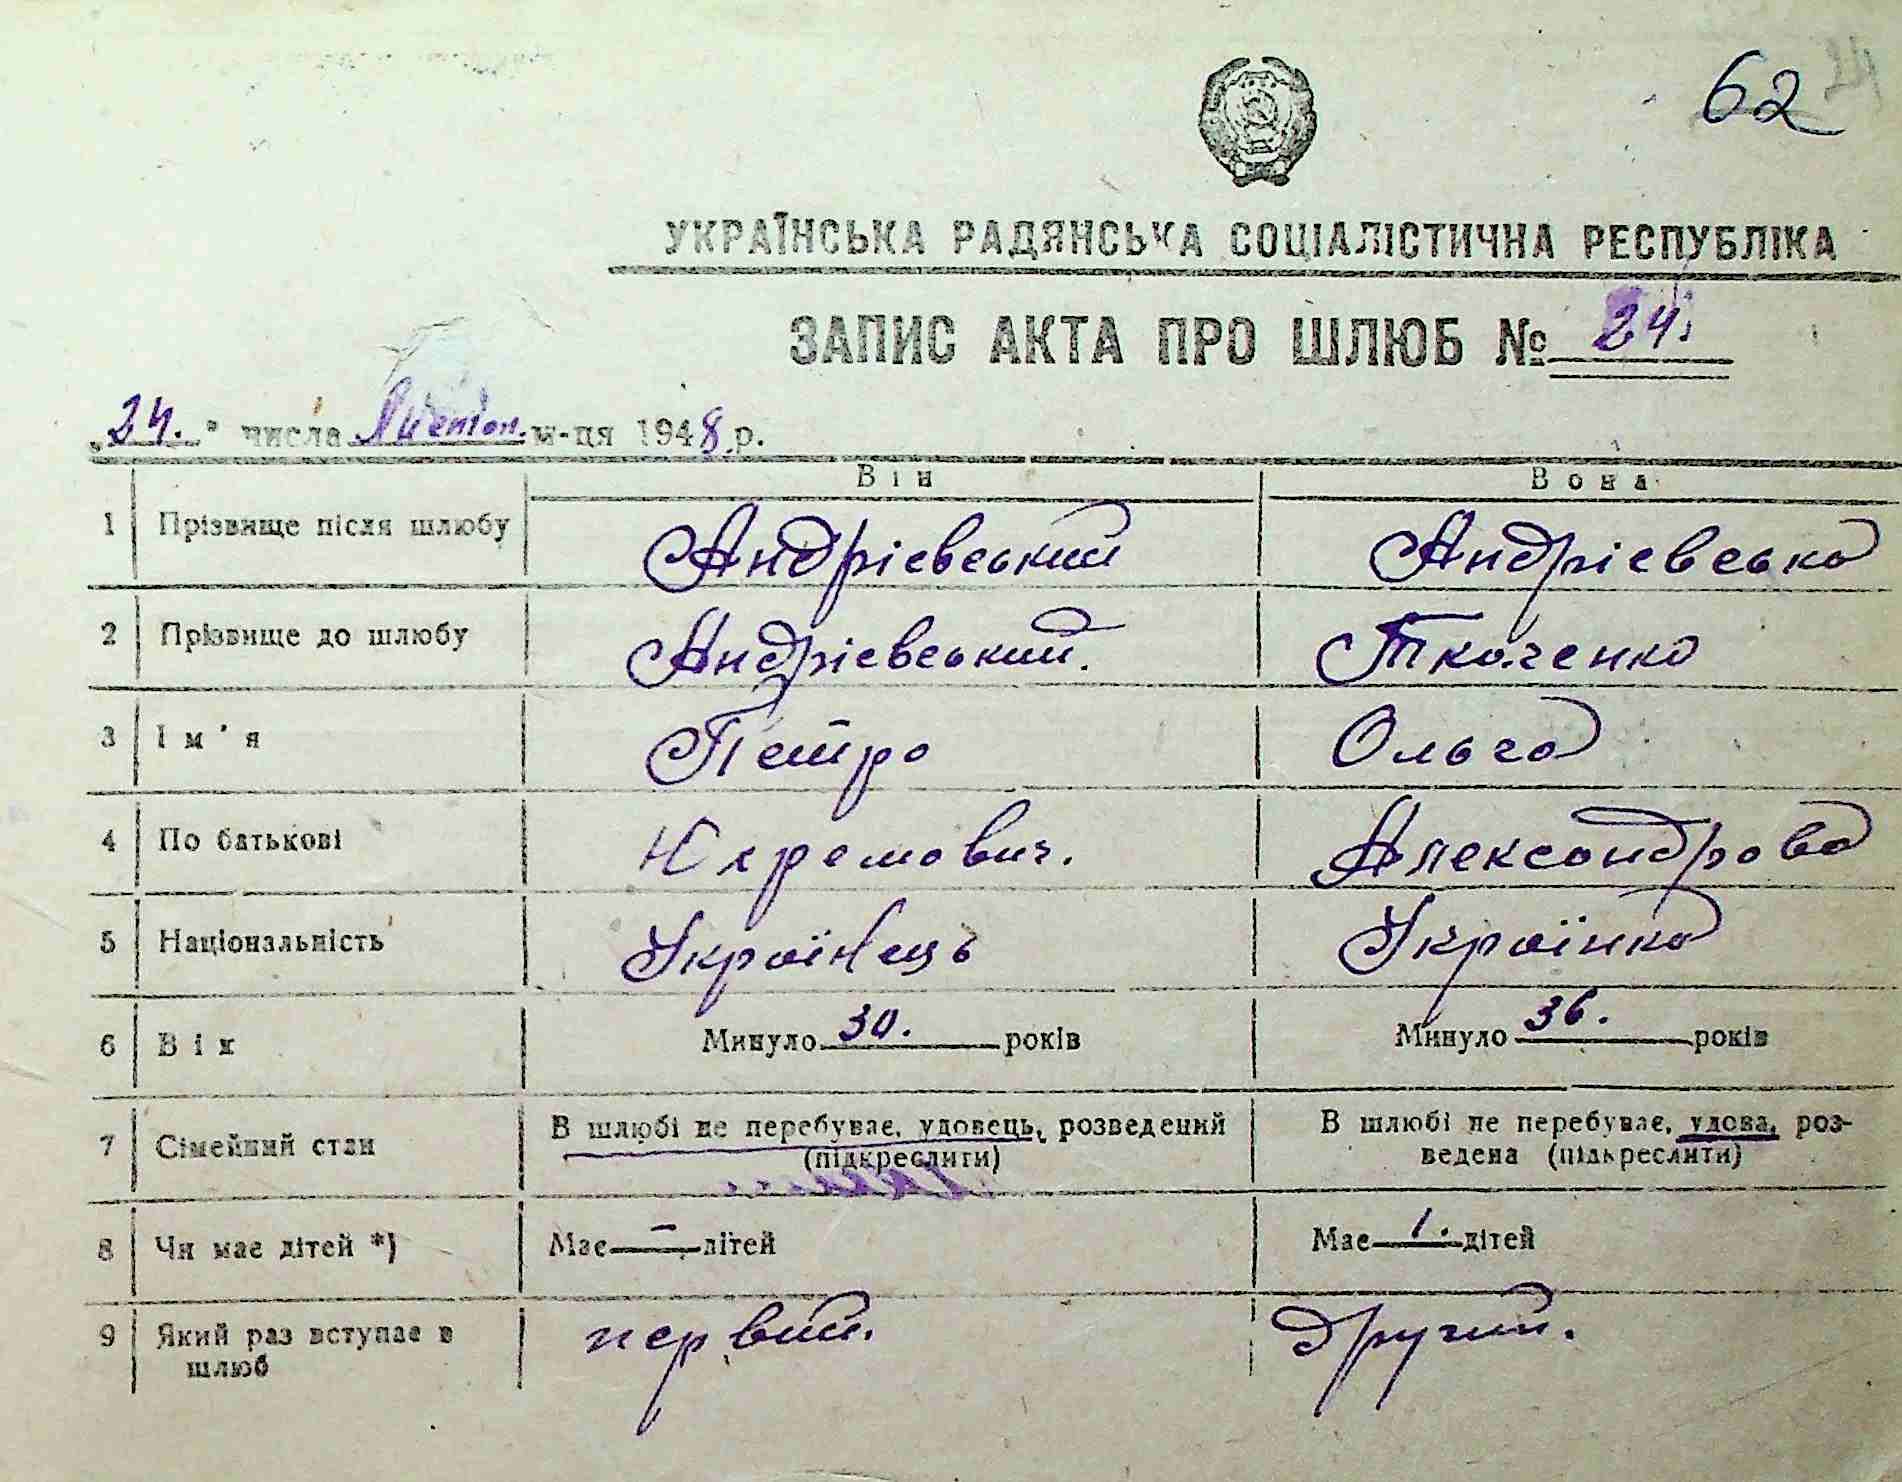 62
УКРАЇНСЬКА РАДЯНСЬКА СОЦІАЛІСТИЧНА РЕСПУБЛІКА
ЗАПИС АКТА ПРО ШЛЮБ № 24.
„24." числа м-ця 1948 р.
Він Вона
1 Прізвище після шлюбу Андрієвський Андрієвська
2 Прізвище до шлюбу Андрієвський. Ткаченко
3 Ім'я Петро Ольга
4 По батькові Юхремович. Александрова
5 Національність Українець Українка
6 Вік Минуло 30. років Минуло 36. років
7 Сімейний стан В шлюбі не перебуває, удовець, розведений В шлюбі не перебуває, удова, роз-
(підкреслити) ведена (підкреслити)
8 Чи має дітей *) Має – дітей Має 1. дітей
9 Який раз вступає в первий. другий.
шлюб